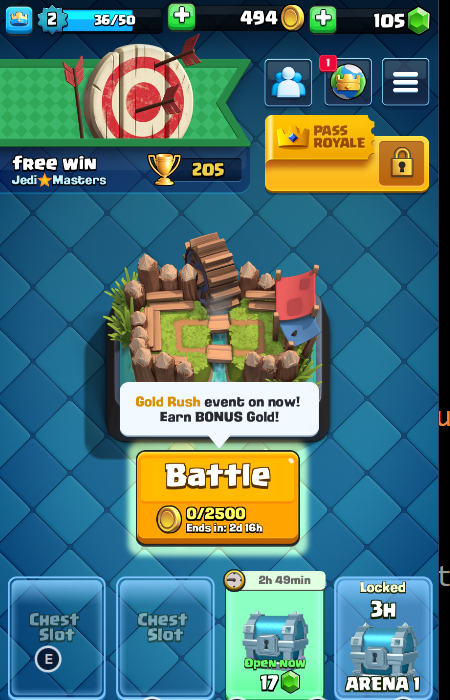 2
36/50
494
105
1
PASS
ROYALE
FREE WIN
Jedi⭐Masters
205
Gold Rush event on now!
Earn BONUS Gold!
Battle
0/2500
Ends in: 2d 16h
Chest
Slot
E
Chest
Slot
2h 49min
Open Now
17
Locked
3H
ARENA 1
u
t